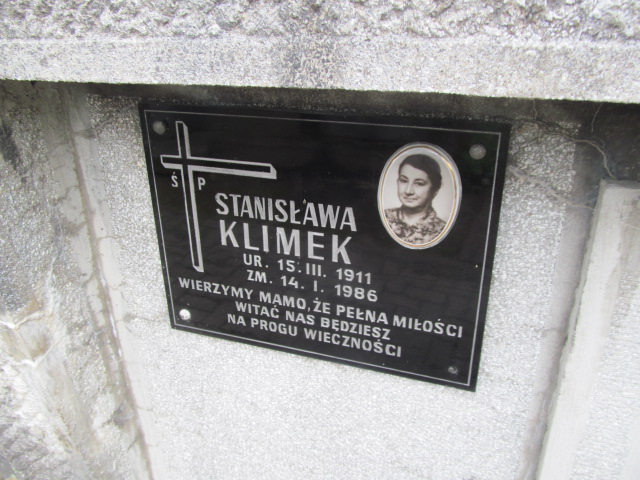 Ś P
STANISŁAWA
KLIMEK
UR. 15.III.1911
ZM. 14.I.1986
WIERZYMY MAMO, ŻE PEŁNA MIŁOŚCI
WITAĆ NAS BĘDZIESZ
NA PROGU WIECZNOŚCI